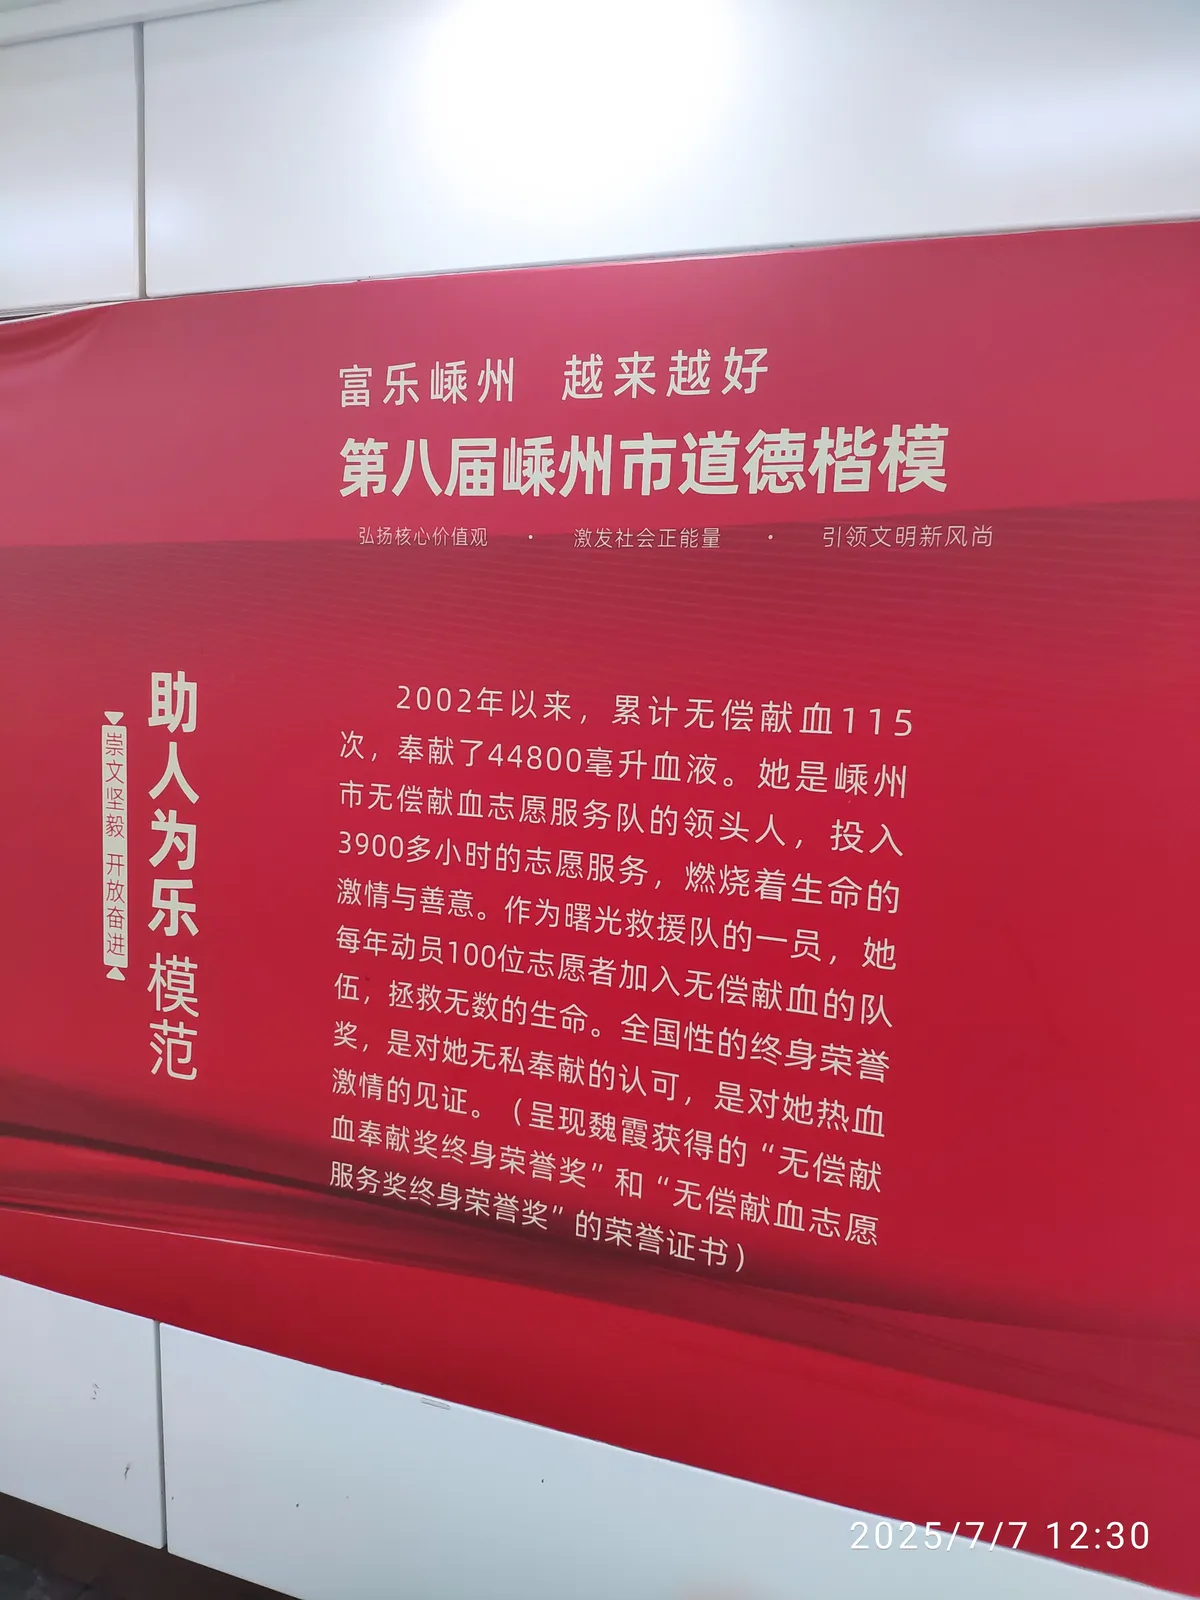 富乐嵊州 越来越好
第八届嵊州市道德楷模
弘扬核心价值观 · 激发社会正能量 · 引领文明新风尚
助人为乐 模范
崇文坚毅 开放奋进
2002年以来，累计无偿献血115
次，奉献了44800毫升血液。她是嵊州
市无偿献血志愿服务队的领头人，投入
3900多小时的志愿服务，燃烧着生命的
激情与善意。作为曙光救援队的一员，她
每年动员100位志愿者加入无偿献血的队
伍，拯救无数的生命。全国性的终身荣誉
奖，是对她无私奉献的认可，是对她热血
激情的见证。（呈现魏霞获得的“无偿献
血奉献奖终身荣誉奖”和“无偿献血志愿
服务奖终身荣誉奖”的荣誉证书）
2025/7/7 12:30